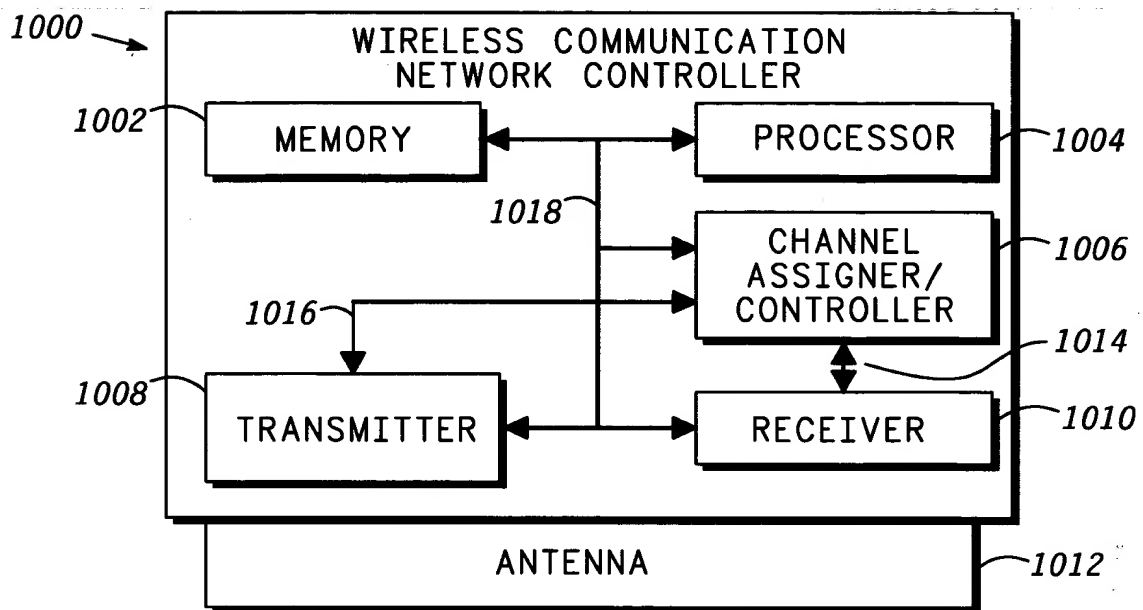 1000
WIRELESS COMMUNICATION
NETWORK CONTROLLER
1002
MEMORY
PROCESSOR
1004
1018
CHANNEL
ASSIGNER/
CONTROLLER
1006
1016
1014
1008
TRANSMITTER
RECEIVER
1010
ANTENNA
1012